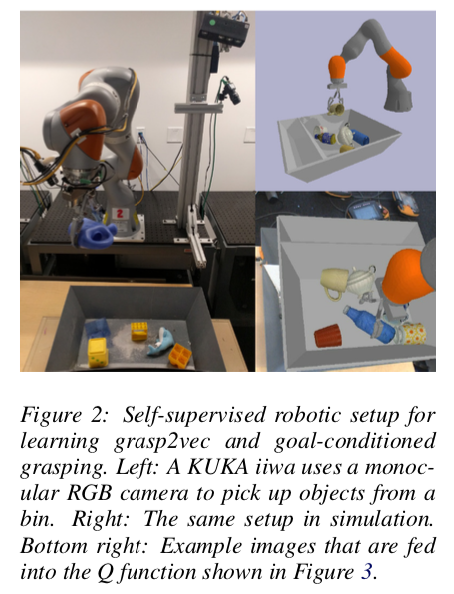 2
Figure 2: Self-supervised robotic setup for
learning grasp2vec and goal-conditioned
grasping. Left: A KUKA iiwa uses a monoc-
ular RGB camera to pick up objects from a
bin. Right: The same setup in simulation.
Bottom right: Example images that are fed
into the Q function shown in Figure 3.